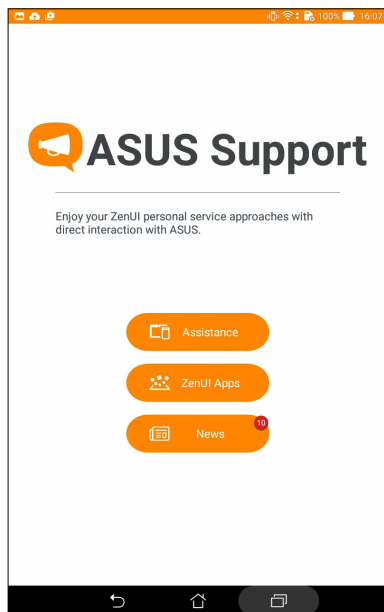 100% 16:07
ASUS Support
Enjoy your ZenUI personal service approaches with
direct interaction with ASUS.
Assistance
ZenUI Apps
10
News